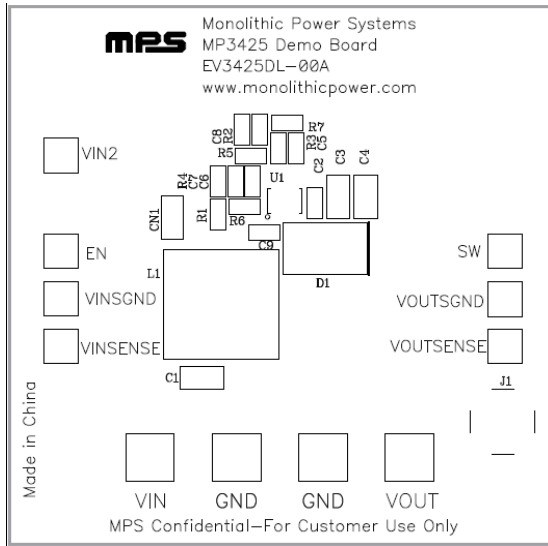 mps
Monolithic Power Systems
MP3425 Demo Board
EV3425DL-00A
www.monolithicpower.com
C8
R2
R7
R5
R3
C5
VIN2
R4
C7
C6
U1
C2
C3
C4
CN1
R1
R6
C9
EN
L1
D1
SW
VINSGND
VOUTSGND
VINSENSE
VOUTSENSE
C1
J1
Made in China
VIN
GND
GND
VOUT
MPS Confidential-For Customer Use Only